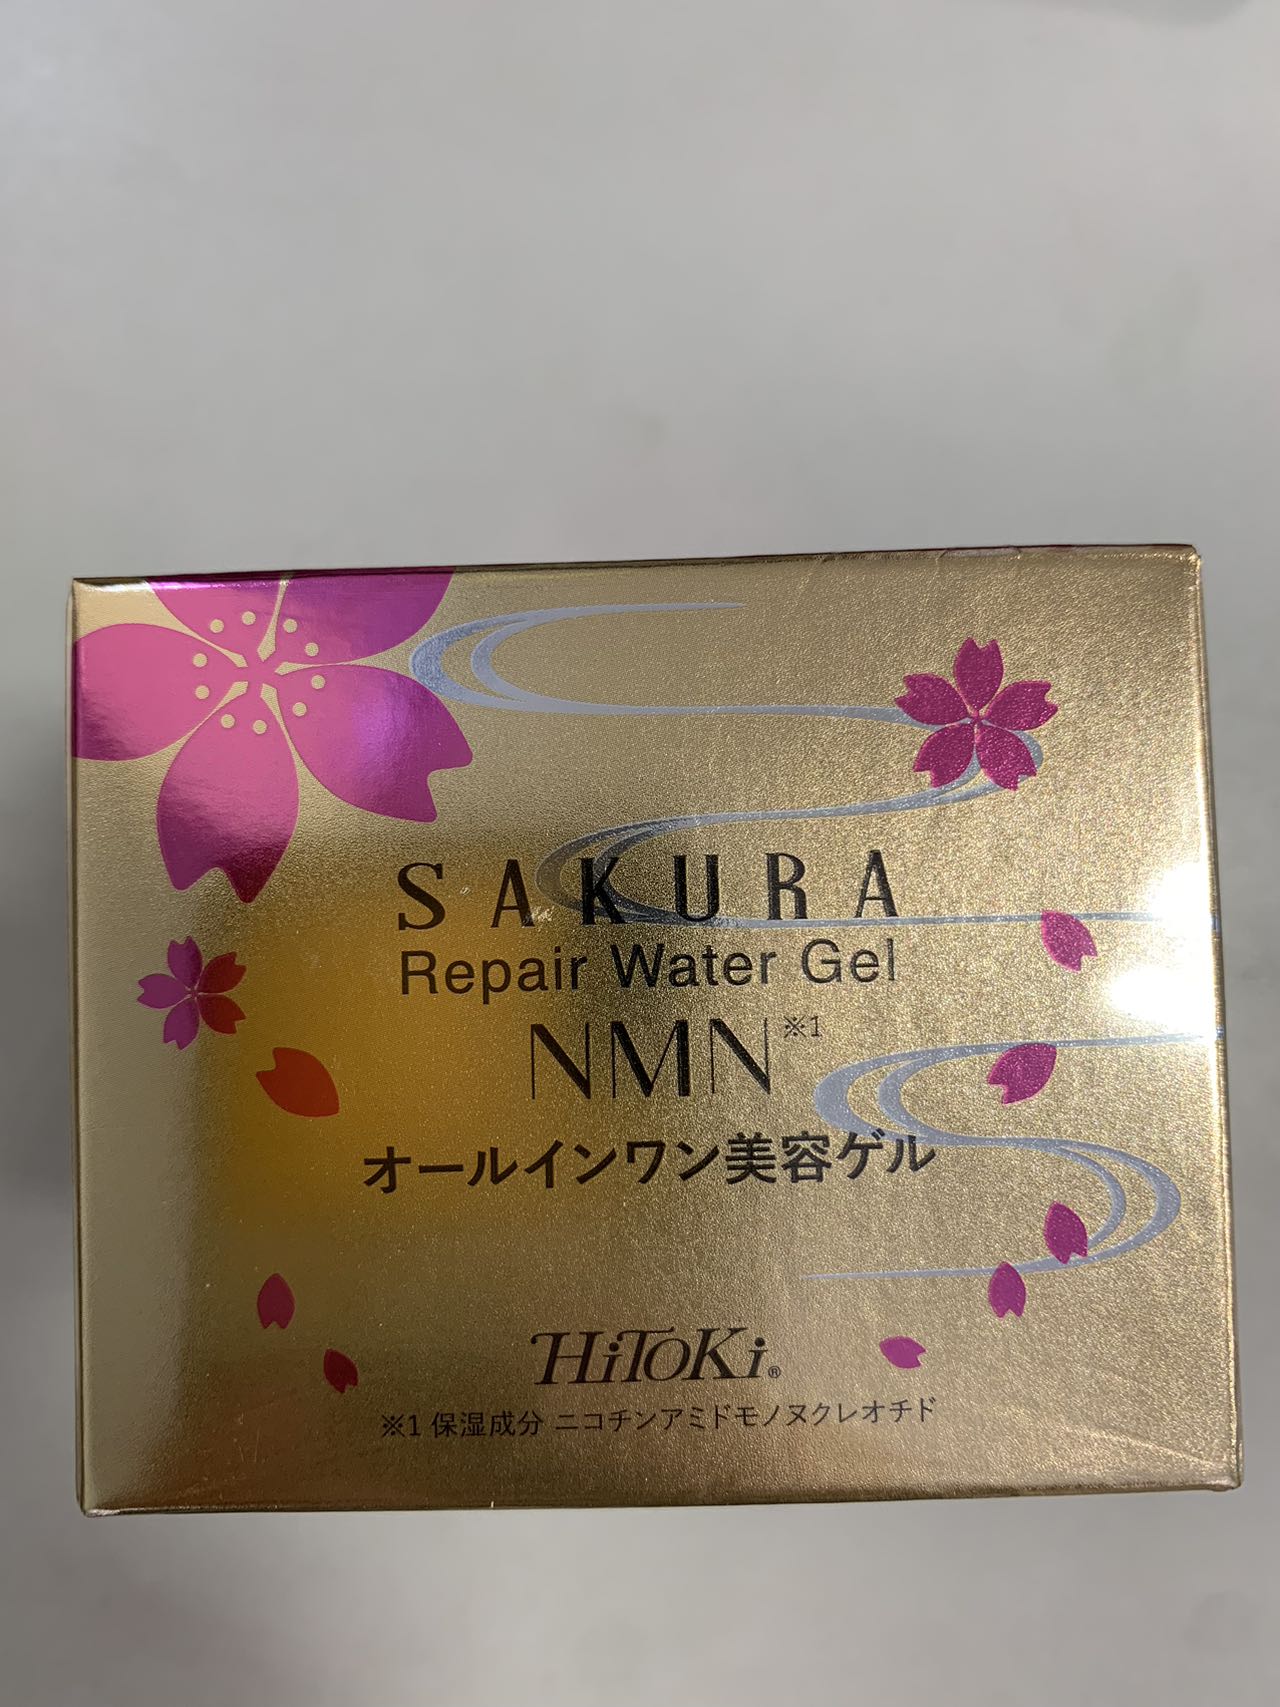 SAKURA
Repair Water Gel
NMN※1
オールインワン美容ゲル
HiToKi®
※1 保湿成分 ニコチンアミドモノヌクレオチド